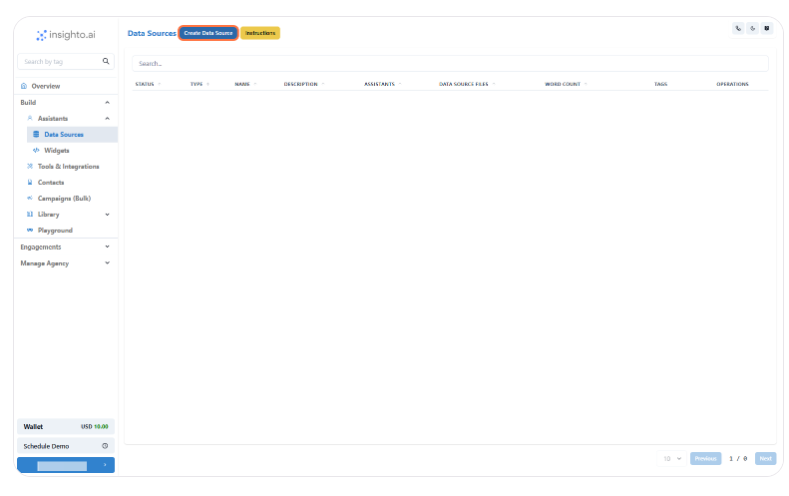 insighto.ai
Data Sources Create Data Source Instructions
Search by tag
Search...
STATUS TYPE NAME DESCRIPTION ASSISTANTS DATA SOURCE FILES WORD COUNT TAGS OPERATIONS
Overview
Build
Assistants
Data Sources
Widgets
Tools & Integrations
Contacts
Campaigns (Bulk)
Library
Playground
Engagements
Manage Agency
Wallet USD 10.00
Schedule Demo
10 Previous 1 / 0 Next